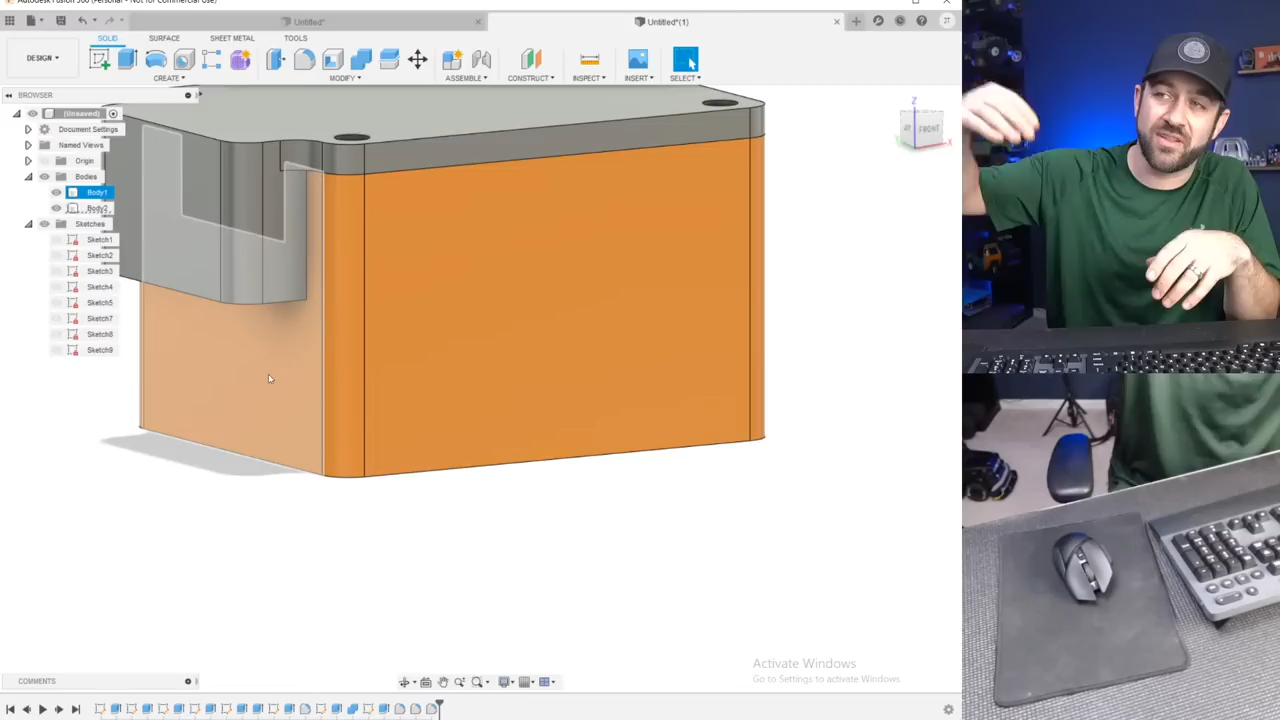 Autodesk Fusion 360 (Personal - Not for Commercial Use)
Untitled*
Untitled*(1)
JT
SOLID
SURFACE
SHEET METAL
TOOLS
DESIGN
CREATE
MODIFY
ASSEMBLE
CONSTRUCT
INSPECT
INSERT
SELECT
BROWSER
(Unsaved)
Document Settings
Named Views
Origin
Bodies
Body1
Body2
Sketches
Sketch1
Sketch2
Sketch3
Sketch4
Sketch5
Sketch7
Sketch8
Sketch9
Z
FRONT
X
Activate Windows
Go to Settings to activate Windows.
COMMENTS